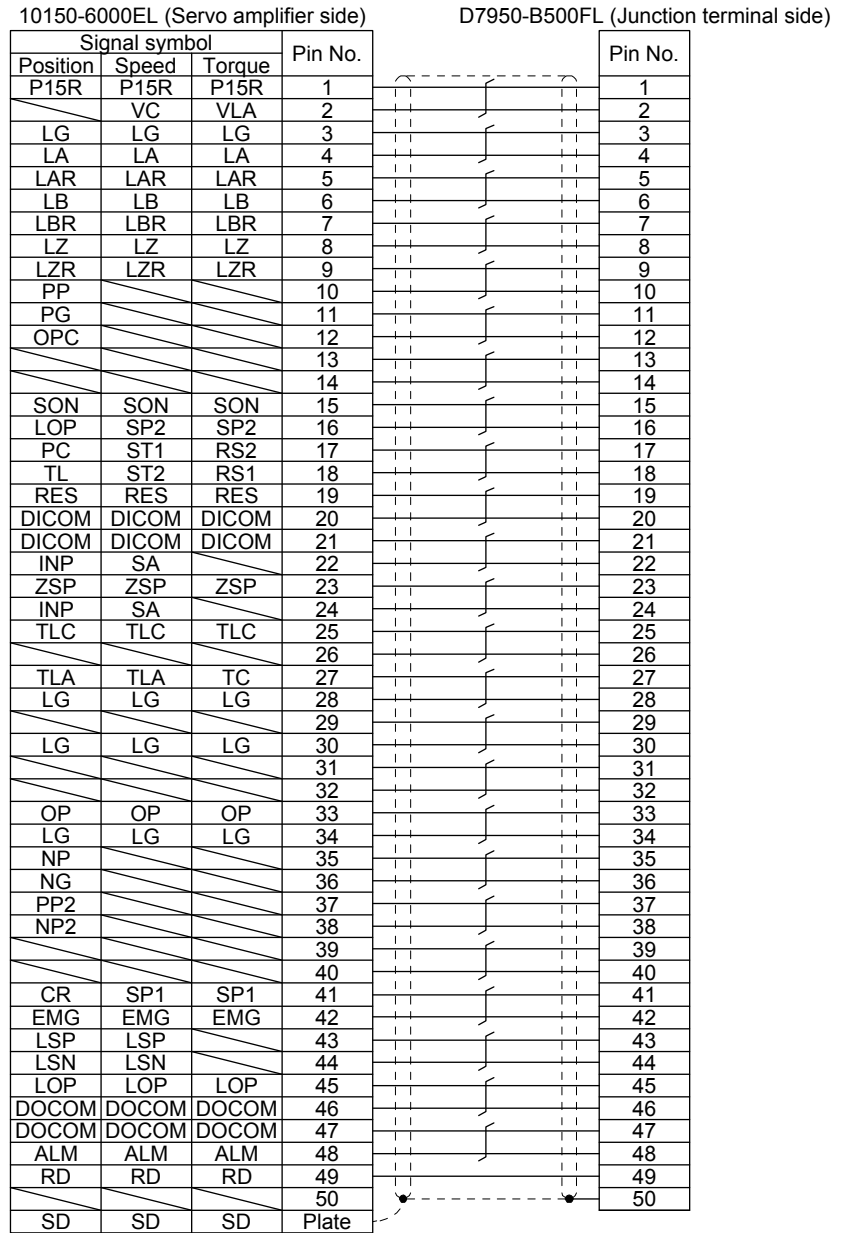 10150-6000EL (Servo amplifier side) D7950-B500FL (Junction terminal side)
Signal symbol Pin No. Pin No.
Position Speed Torque
P15R P15R P15R 1 1
VC VLA 2 2
LG LG LG 3 3
LA LA LA 4 4
LAR LAR LAR 5 5
LB LB LB 6 6
LBR LBR LBR 7 7
LZ LZ LZ 8 8
LZR LZR LZR 9 9
PP 10 10
PG 11 11
OPC 12 12
13 13
14 14
SON SON SON 15 15
LOP SP2 SP2 16 16
PC ST1 RS2 17 17
TL ST2 RS1 18 18
RES RES RES 19 19
DICOM DICOM DICOM 20 20
DICOM DICOM DICOM 21 21
INP SA 22 22
ZSP ZSP ZSP 23 23
INP SA 24 24
TLC TLC TLC 25 25
26 26
TLA TLA TC 27 27
LG LG LG 28 28
29 29
LG LG LG 30 30
31 31
32 32
OP OP OP 33 33
LG LG LG 34 34
NP 35 35
NG 36 36
PP2 37 37
NP2 38 38
39 39
40 40
CR SP1 SP1 41 41
EMG EMG EMG 42 42
LSP LSP 43 43
LSN LSN 44 44
LOP LOP LOP 45 45
DOCOM DOCOM DOCOM 46 46
DOCOM DOCOM DOCOM 47 47
ALM ALM ALM 48 48
RD RD RD 49 49
50 50
SD SD SD Plate